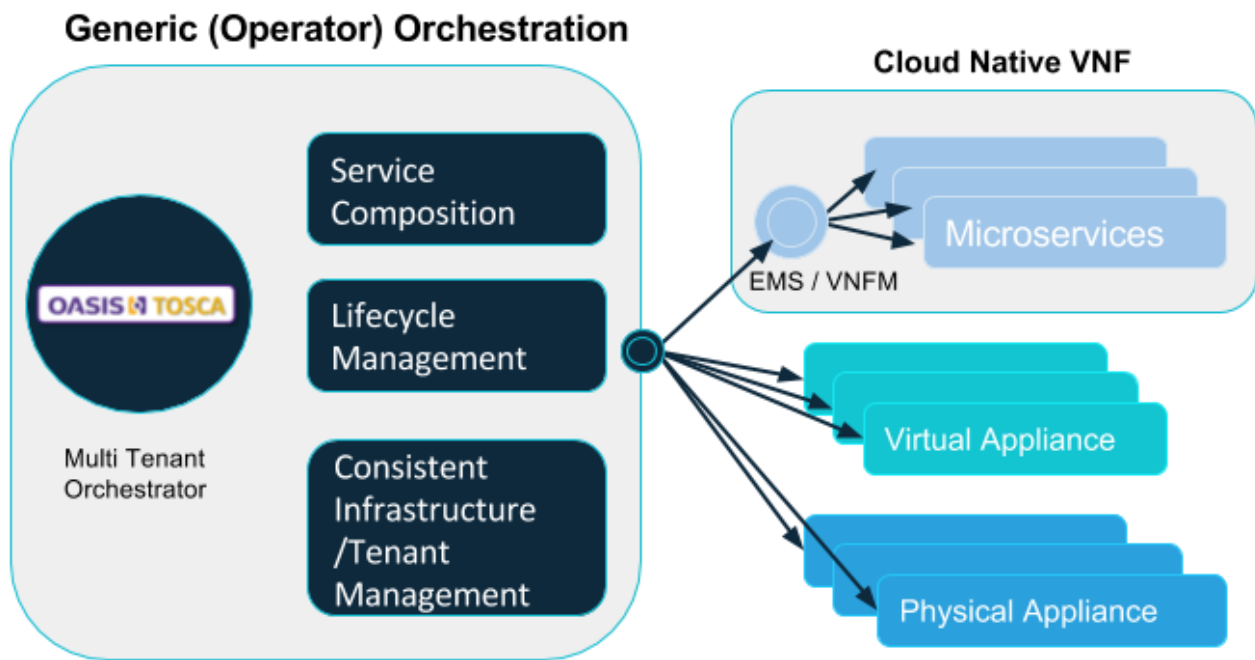 Generic (Operator) Orchestration
OASIS TOSCA
Multi Tenant
Orchestrator
Service
Composition
Lifecycle
Management
Consistent
Infrastructure
/Tenant
Management
Cloud Native VNF
EMS / VNFM
Microservices
Virtual Appliance
Physical Appliance